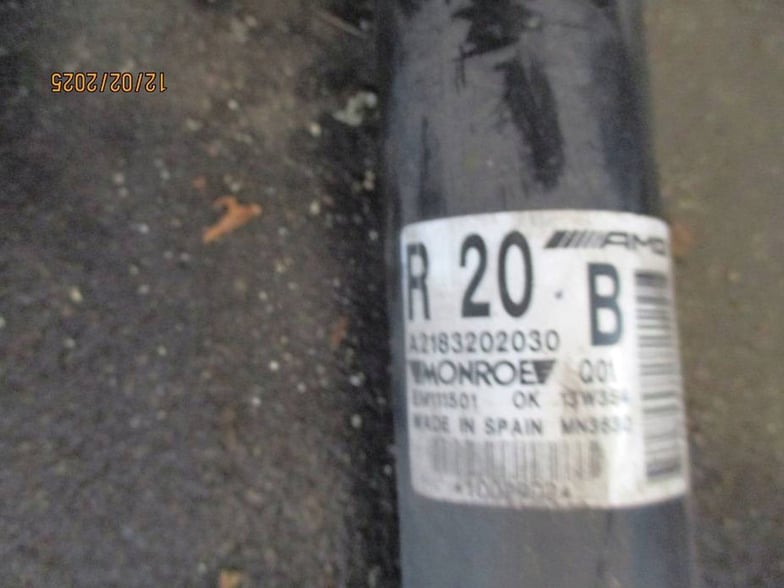 12/02/2025
R 20 AMG
B
A2183202030
MONROE Q01
OK
MADE IN SPAIN